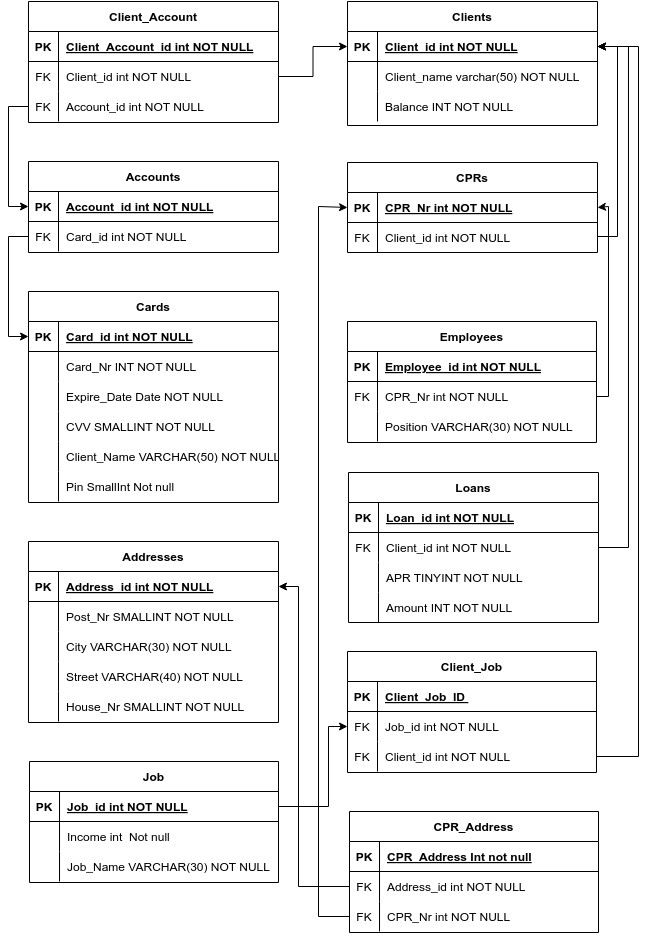 Client_Account
PK Client_Account_id int NOT NULL
FK Client_id int NOT NULL
FK Account_id int NOT NULL
Clients
PK Client_id int NOT NULL
Client_name varchar(50) NOT NULL
Balance INT NOT NULL
Accounts
PK Account_id int NOT NULL
FK Card_id int NOT NULL
CPRs
PK CPR_Nr int NOT NULL
FK Client_id int NOT NULL
Cards
PK Card_id int NOT NULL
Card_Nr INT NOT NULL
Expire_Date Date NOT NULL
CVV SMALLINT NOT NULL
Client_Name VARCHAR(50) NOT NULL
Pin SmallInt Not null
Employees
PK Employee_id int NOT NULL
FK CPR_Nr int NOT NULL
Position VARCHAR(30) NOT NULL
Loans
PK Loan_id int NOT NULL
FK Client_id int NOT NULL
APR TINYINT NOT NULL
Amount INT NOT NULL
Addresses
PK Address_id int NOT NULL
Post_Nr SMALLINT NOT NULL
City VARCHAR(30) NOT NULL
Street VARCHAR(40) NOT NULL
House_Nr SMALLINT NOT NULL
Client_Job
PK Client_Job_ID
FK Job_id int NOT NULL
FK Client_id int NOT NULL
Job
PK Job_id int NOT NULL
Income int Not null
Job_Name VARCHAR(30) NOT NULL
CPR_Address
PK CPR_Address Int not null
FK Address_id int NOT NULL
FK CPR_Nr int NOT NULL